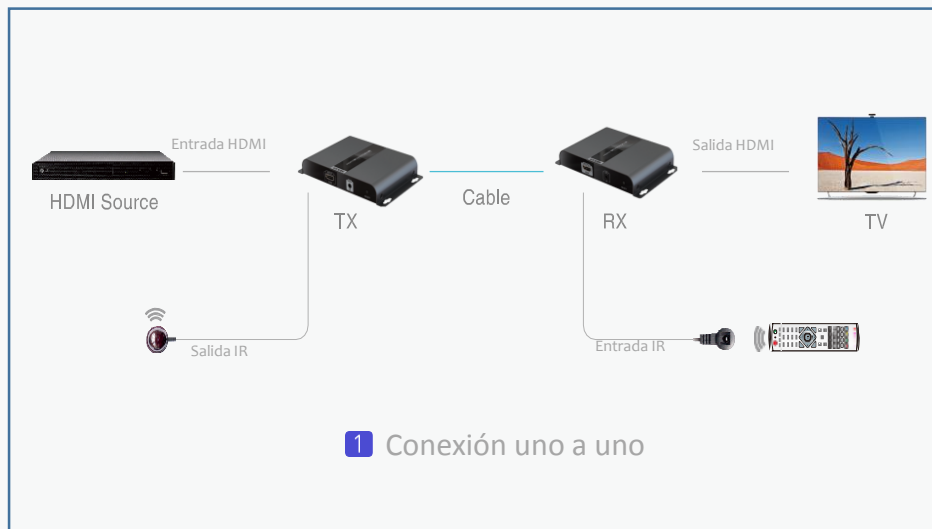 Entrada HDMI
Salida HDMI
HDMI Source
TX
Cable
RX
TV
Salida IR
Entrada IR
1 Conexión uno a uno